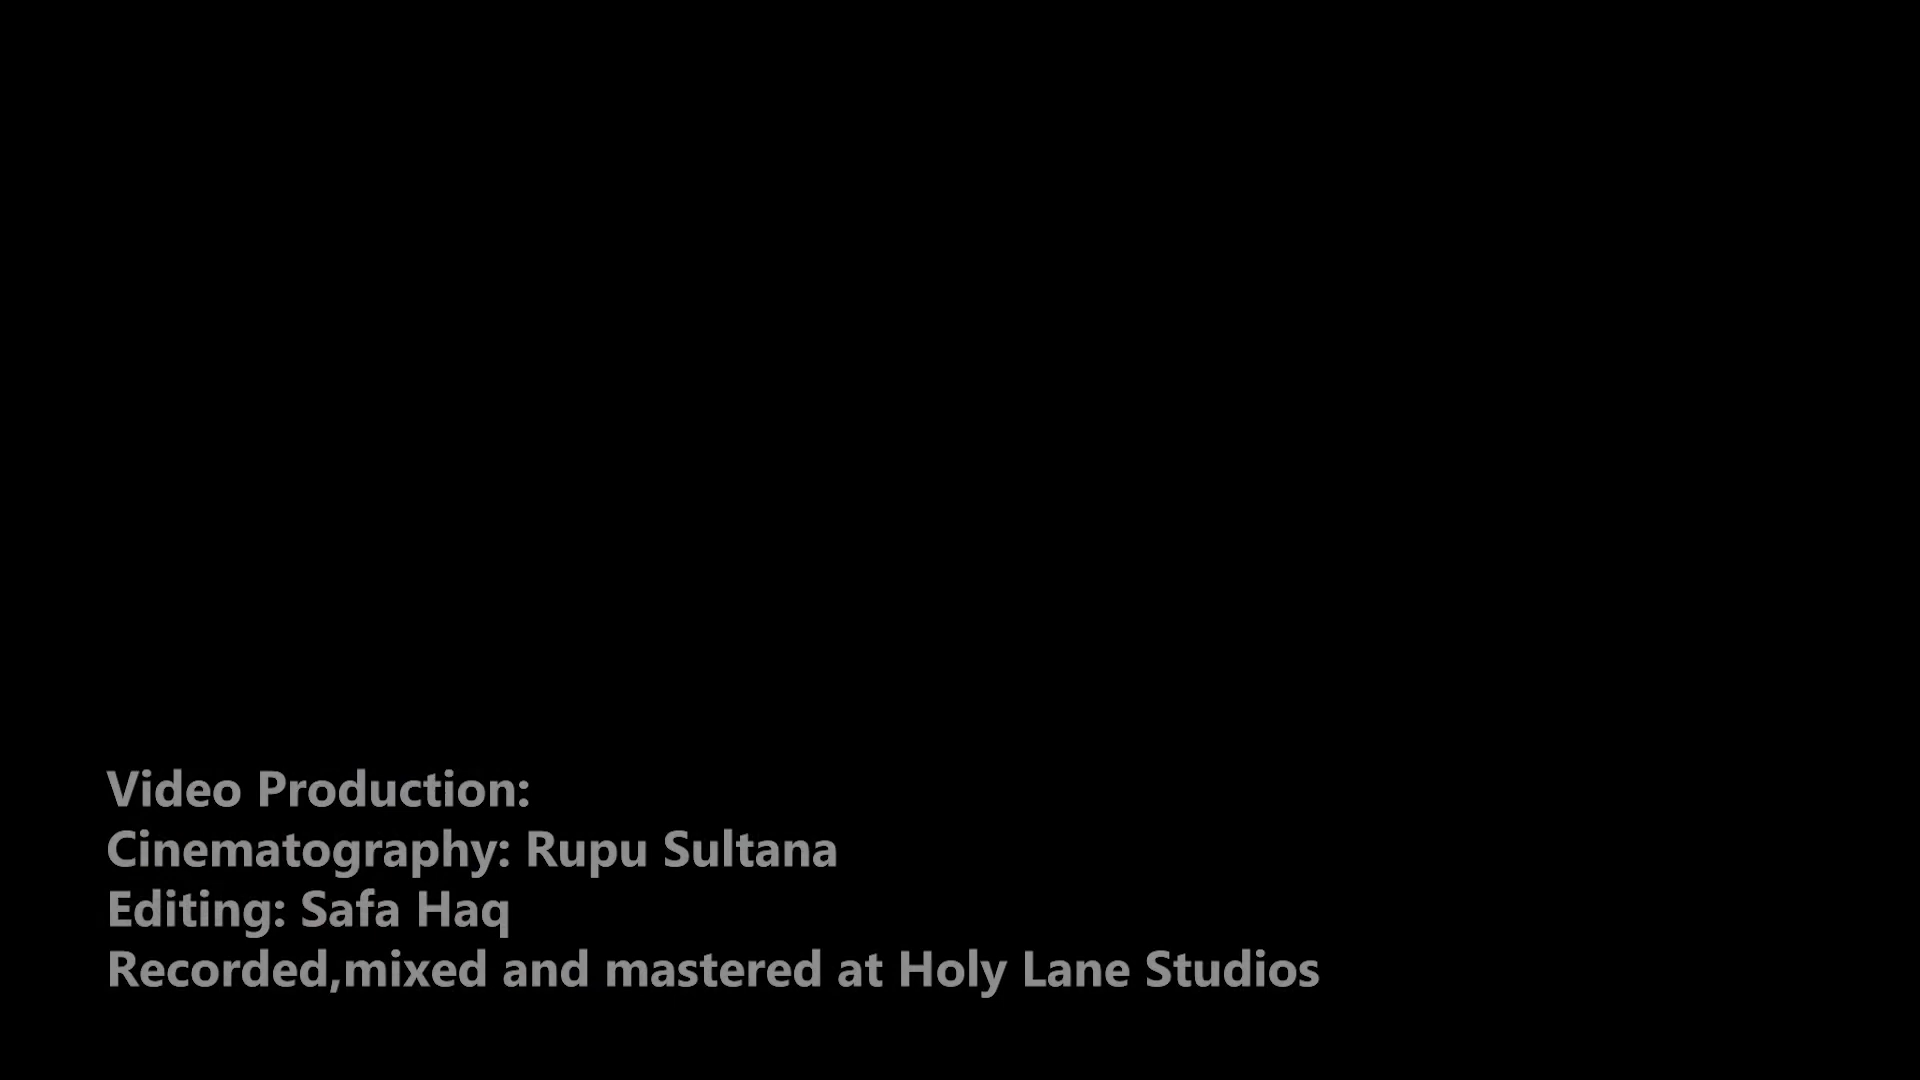 Video Production:
Cinematography: Rupu Sultana
Editing: Safa Haq
Recorded,mixed and mastered at Holy Lane Studios